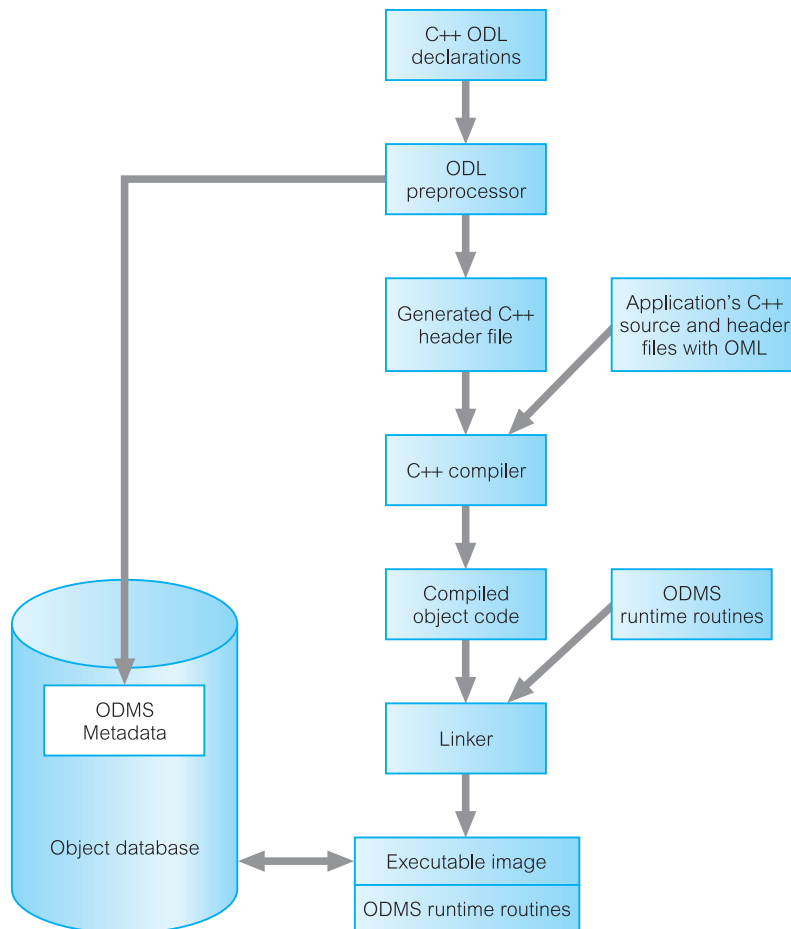 C++ ODL
declarations
ODL
preprocessor
Generated C++
header file
Application's C++
source and header
files with OML
C++ compiler
Compiled
object code
ODMS
runtime routines
ODMS
Metadata
Linker
Object database
Executable image
ODMS runtime routines